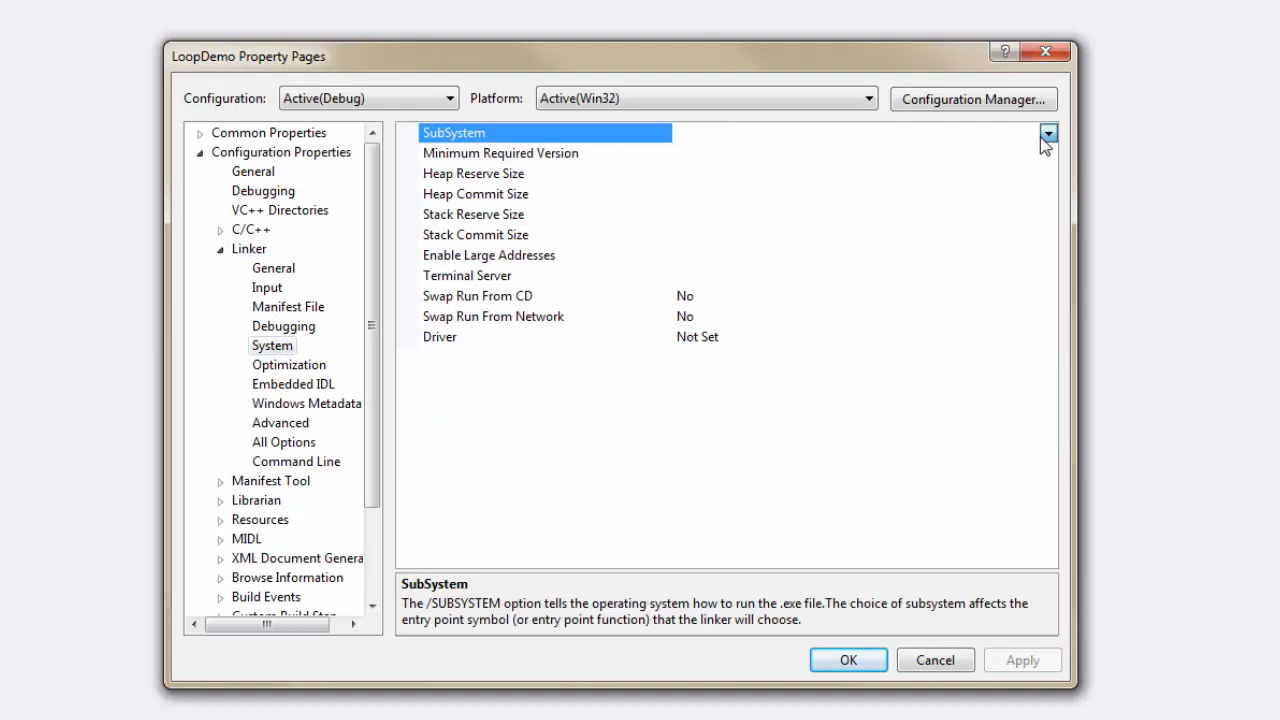 LoopDemo Property Pages
Configuration: Active(Debug) Platform: Active(Win32) Configuration Manager...
Common Properties
Configuration Properties
General
Debugging
VC++ Directories
C/C++
Linker
General
Input
Manifest File
Debugging
System
Optimization
Embedded IDL
Windows Metadata
Advanced
All Options
Command Line
Manifest Tool
Librarian
Resources
MIDL
XML Document Genera
Browse Information
Build Events
Custom Build Step
SubSystem
Minimum Required Version
Heap Reserve Size
Heap Commit Size
Stack Reserve Size
Stack Commit Size
Enable Large Addresses
Terminal Server
Swap Run From CD No
Swap Run From Network No
Driver Not Set
SubSystem
The /SUBSYSTEM option tells the operating system how to run the .exe file.The choice of subsystem affects the
entry point symbol (or entry point function) that the linker will choose.
OK Cancel Apply